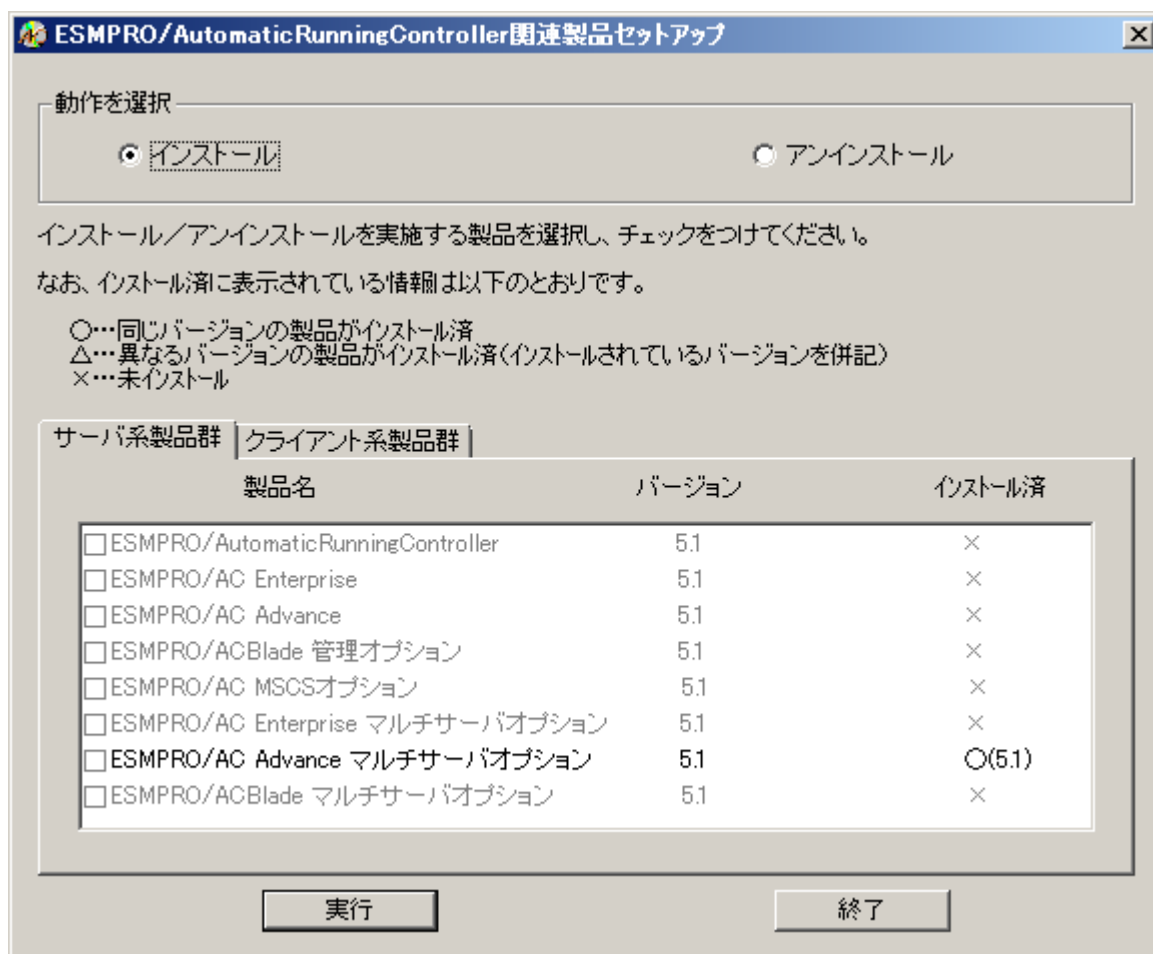 ESMPRO/AutomaticRunningController関連製品セットアップ
動作を選択
インストール アンインストール
インストール／アンインストールを実施する製品を選択し、チェックをつけてください。
なお、インストール済に表示されている情報は以下のとおりです。
○…同じバージョンの製品がインストール済
△…異なるバージョンの製品がインストール済（インストールされているバージョンを併記）
×…未インストール
サーバ系製品群 クライアント系製品群
製品名 バージョン インストール済
ESMPRO/AutomaticRunningController 5.1 ×
ESMPRO/AC Enterprise 5.1 ×
ESMPRO/AC Advance 5.1 ×
ESMPRO/ACBlade 管理オプション 5.1 ×
ESMPRO/AC MSCSオプション 5.1 ×
ESMPRO/AC Enterprise マルチサーバオプション 5.1 ×
ESMPRO/AC Advance マルチサーバオプション 5.1 ○(5.1)
ESMPRO/ACBlade マルチサーバオプション 5.1 ×
実行 終了